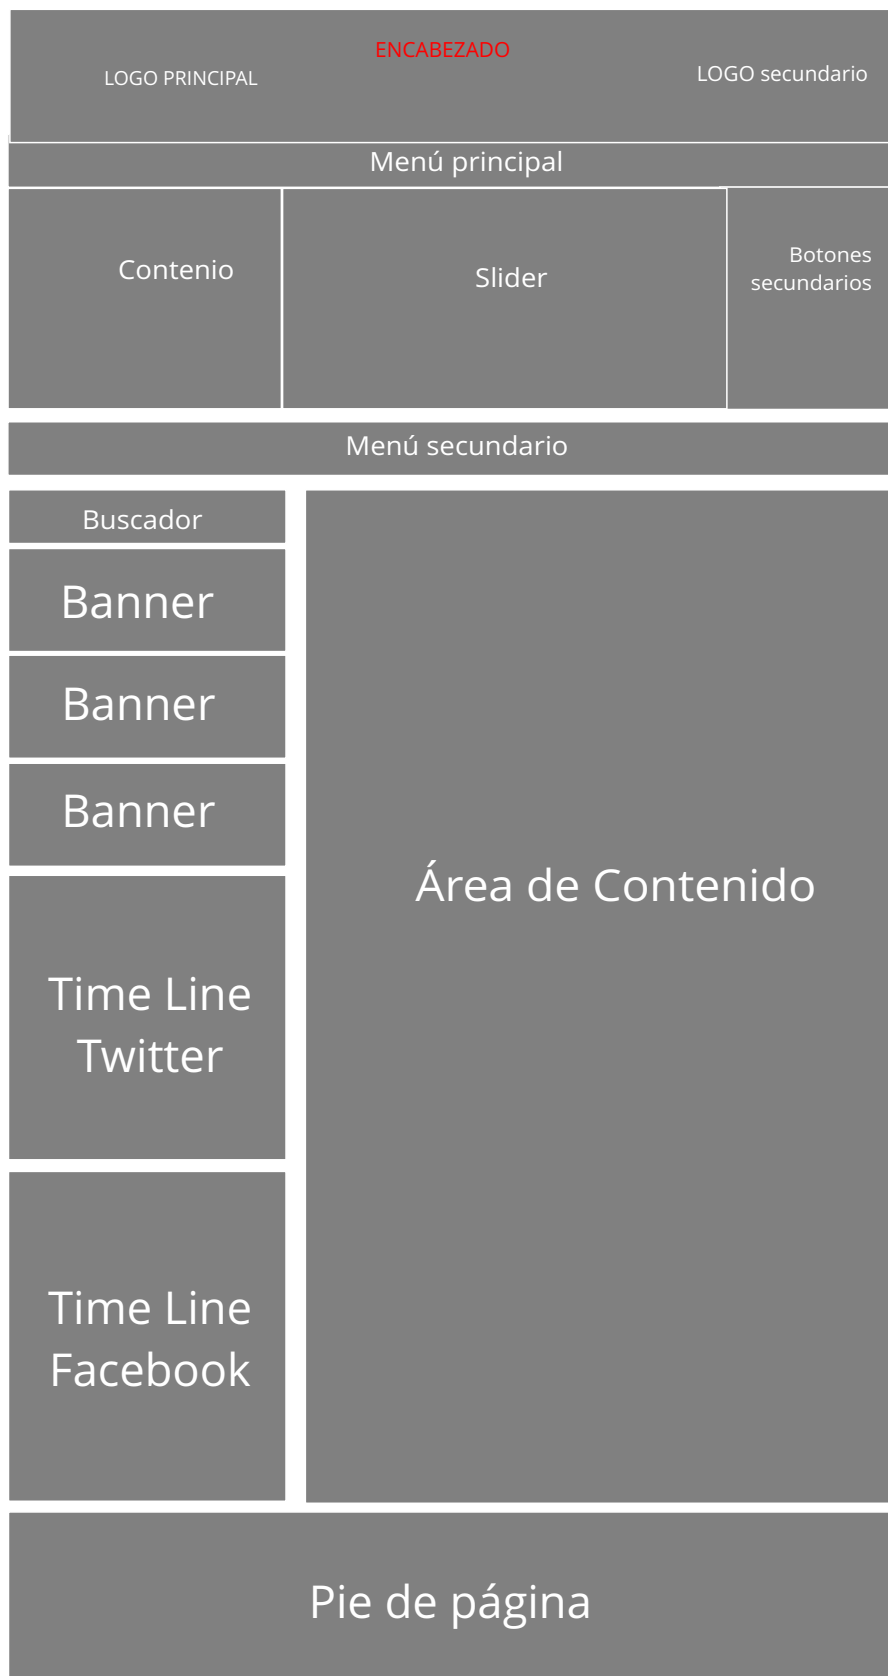 ENCABEZADO
LOGO PRINCIPAL
LOGO secundario
Menú principal
Contenio
Slider
Botones
secundarios
Menú secundario
Buscador
Banner
Banner
Banner
Área de Contenido
Time Line
Twitter
Time Line
Facebook
Pie de página